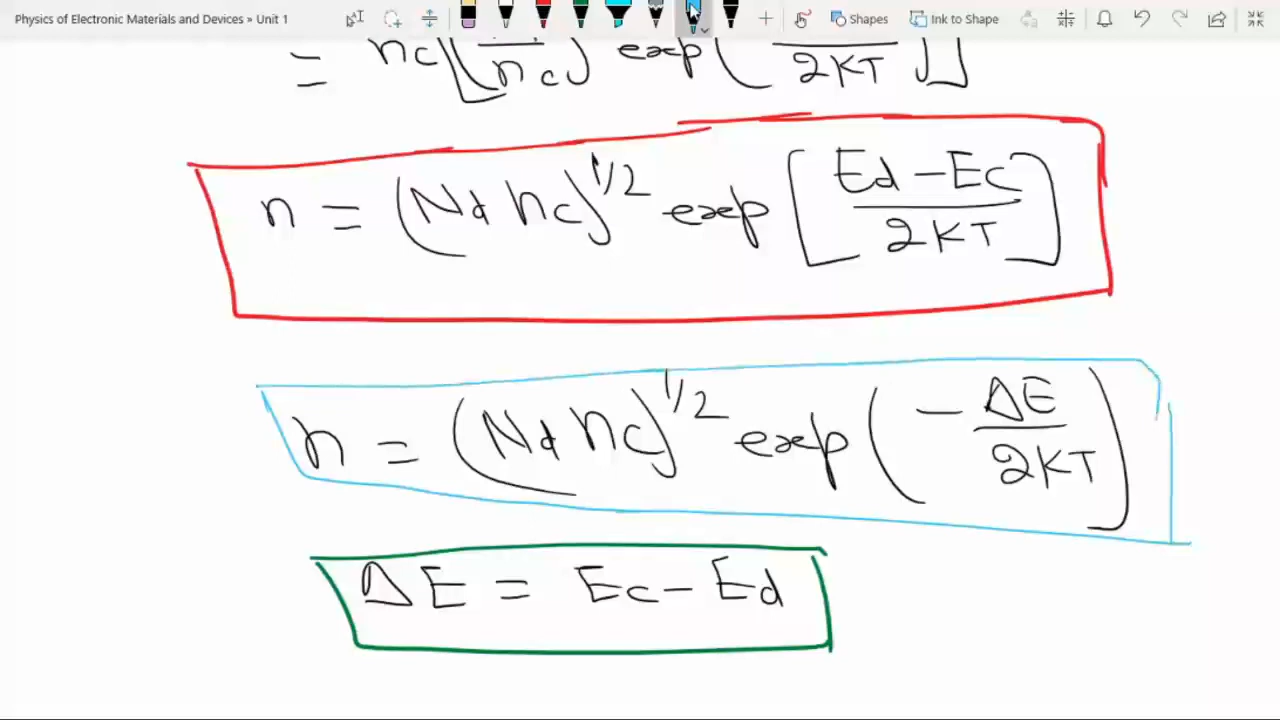 Physics of Electronic Materials and Devices » Unit 1
Shapes
Ink to Shape
= nc[( /nc) exp( /2KT)]
n = (Nd nc)^1/2 exp [Ed - Ec / 2KT]
n = (Nd nc)^1/2 exp (- ΔE / 2KT)
ΔE = Ec - Ed